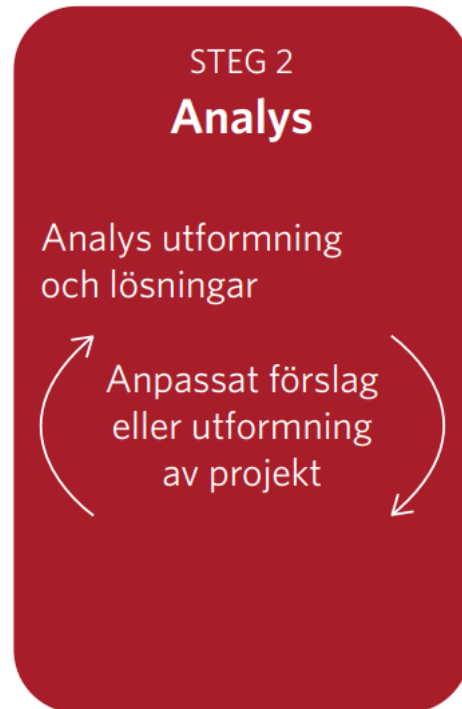 STEG 2
Analys
Analys utformning
och lösningar
Anpassat förslag
eller utformning
av projekt